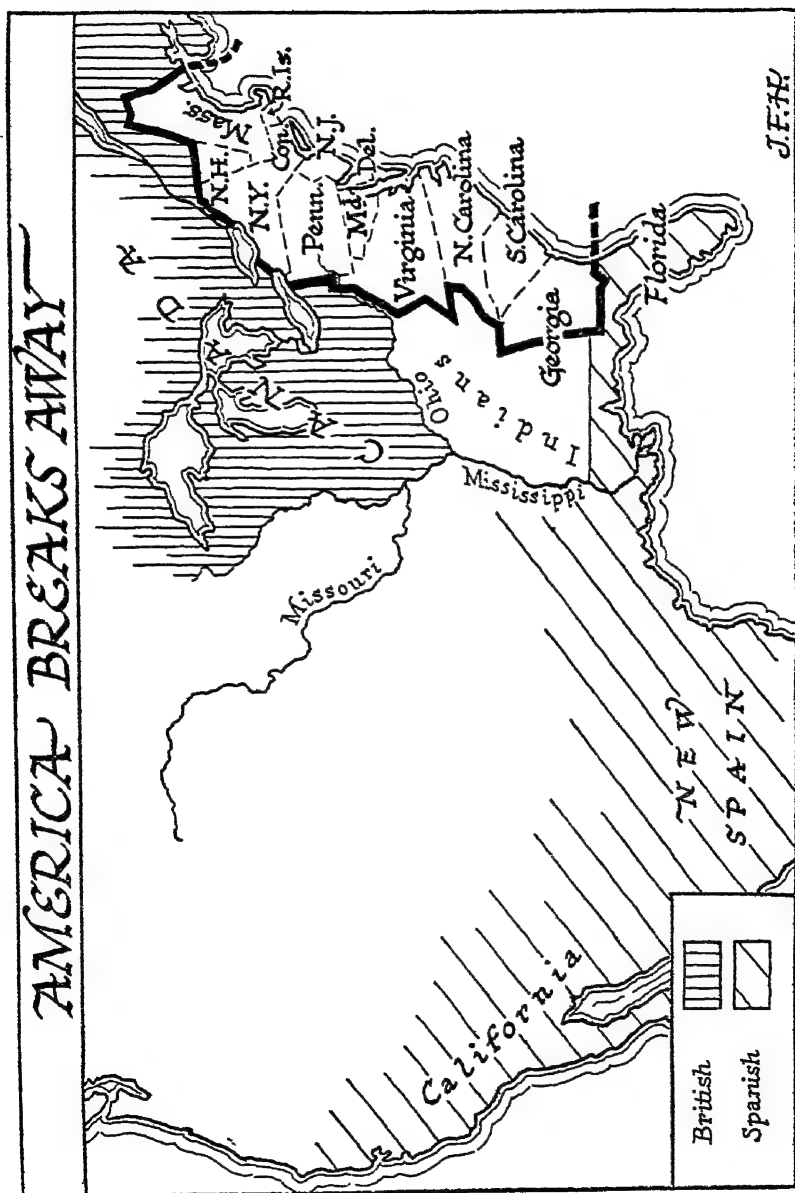 AMERICA BREAKS AWAY
CANADA
Mass.
N.H.
N.Y.
Con.
R.Is.
N.J.
Penn.
Del.
Md.
Virginia
N. Carolina
S. Carolina
Georgia
Florida
Ohio
Indians
Mississippi
Missouri
NEW
SPAIN
California
British
Spanish
J.F.H.